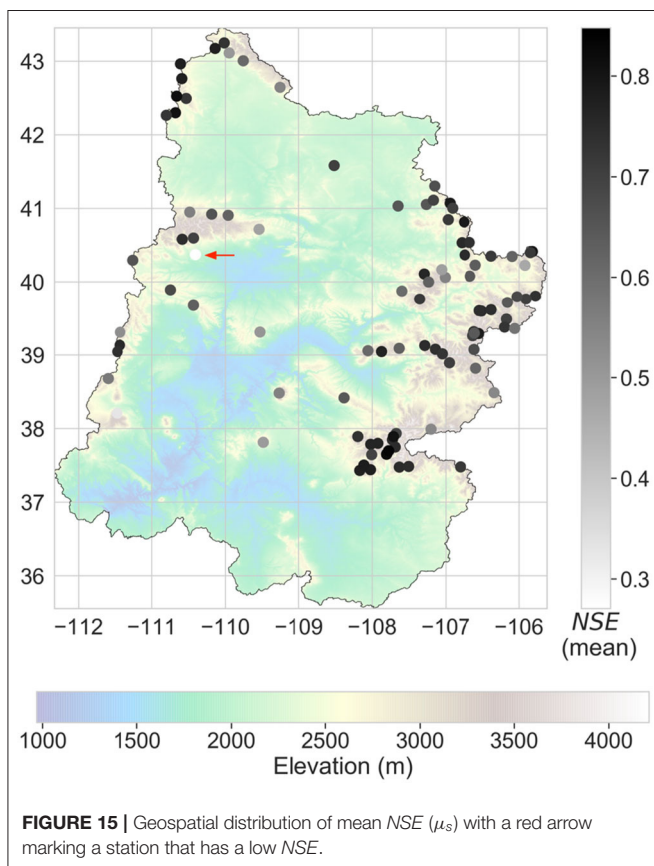 43
42
41
40
39
38
37
36
−112 −111 −110 −109 −108 −107 −106
0.8
0.7
0.6
0.5
0.4
0.3
NSE
(mean)
1000 1500 2000 2500 3000 3500 4000
Elevation (m)
FIGURE 15 | Geospatial distribution of mean NSE (μs) with a red arrow
marking a station that has a low NSE.